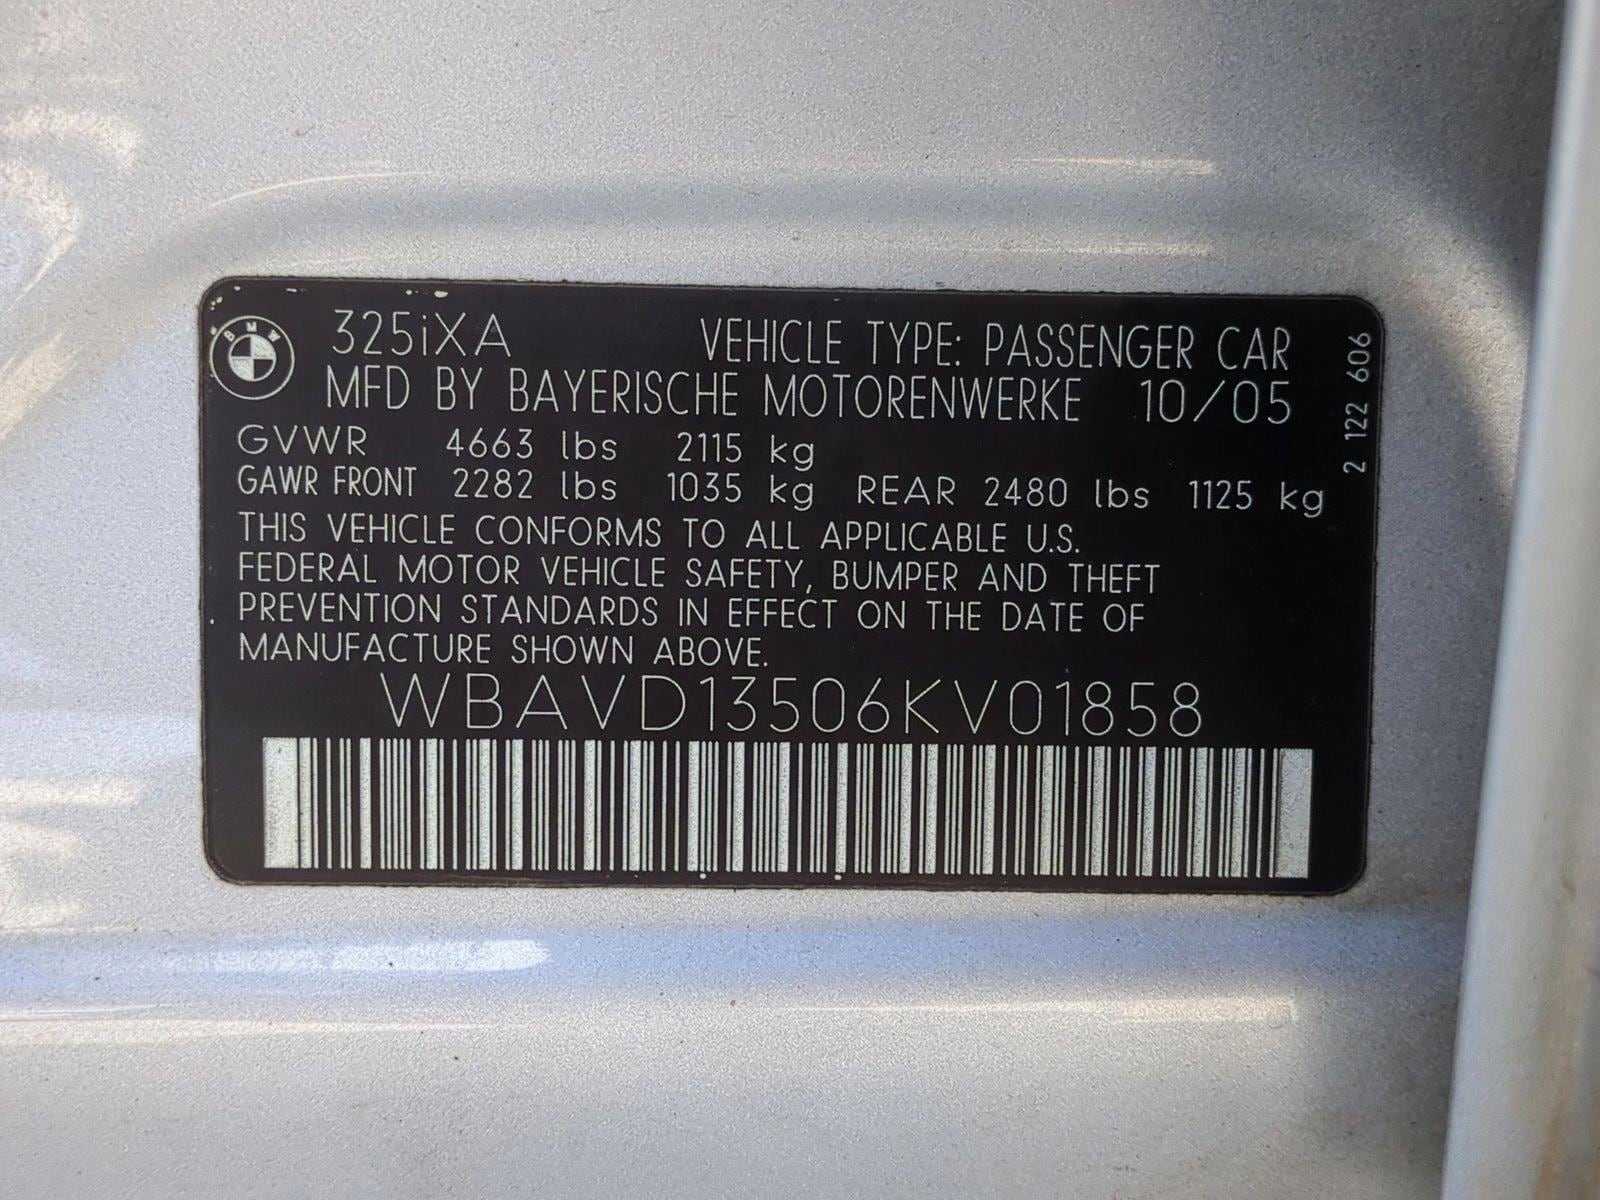 BMW
325iXA VEHICLE TYPE: PASSENGER CAR
MFD BY BAYERISCHE MOTORENWERKE 10/05
GVWR 4663 lbs 2115 kg
GAWR FRONT 2282 lbs 1035 kg REAR 2480 lbs 1125 kg
THIS VEHICLE CONFORMS TO ALL APPLICABLE U.S.
FEDERAL MOTOR VEHICLE SAFETY, BUMPER AND THEFT
PREVENTION STANDARDS IN EFFECT ON THE DATE OF
MANUFACTURE SHOWN ABOVE.
WBAVD13506KV01858
2 122 606